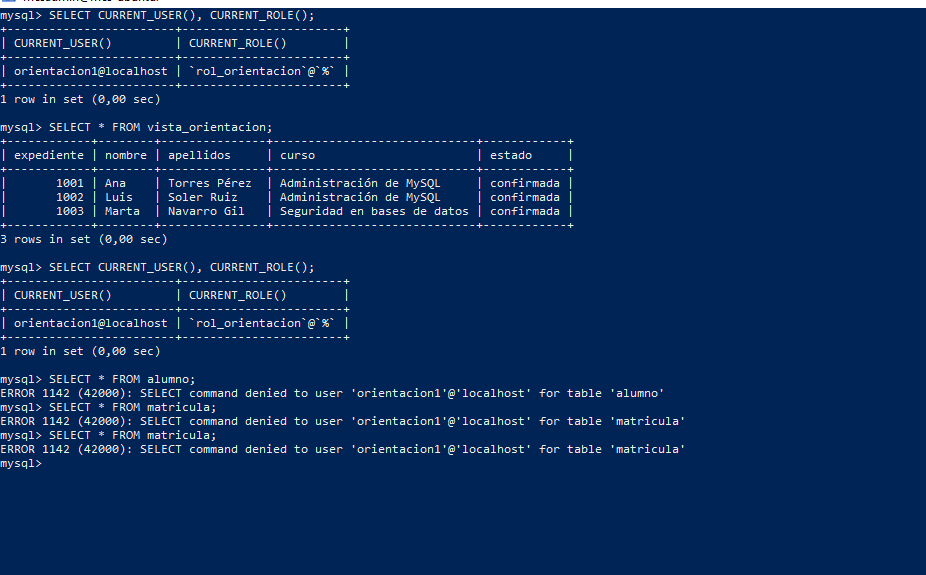 mysql> SELECT CURRENT_USER(), CURRENT_ROLE();
+------------------------+-----------------------+
| CURRENT_USER()         | CURRENT_ROLE()        |
+------------------------+-----------------------+
| orientacion1@localhost | `rol_orientacion`@`%` |
+------------------------+-----------------------+
1 row in set (0,00 sec)
mysql> SELECT * FROM vista_orientacion;
+------------+--------+---------------+-----------------------------+------------+
| expediente | nombre | apellidos     | curso                       | estado     |
+------------+--------+---------------+-----------------------------+------------+
|       1001 | Ana    | Torres Pérez  | Administración de MySQL     | confirmada |
|       1002 | Luis   | Soler Ruiz    | Administración de MySQL     | confirmada |
|       1003 | Marta  | Navarro Gil   | Seguridad en bases de datos | confirmada |
+------------+--------+---------------+-----------------------------+------------+
3 rows in set (0,00 sec)
mysql> SELECT CURRENT_USER(), CURRENT_ROLE();
+------------------------+-----------------------+
| CURRENT_USER()         | CURRENT_ROLE()        |
+------------------------+-----------------------+
| orientacion1@localhost | `rol_orientacion`@`%` |
+------------------------+-----------------------+
1 row in set (0,00 sec)
mysql> SELECT * FROM alumno;
ERROR 1142 (42000): SELECT command denied to user 'orientacion1'@'localhost' for table 'alumno'
mysql> SELECT * FROM matricula;
ERROR 1142 (42000): SELECT command denied to user 'orientacion1'@'localhost' for table 'matricula'
mysql> SELECT * FROM matricula;
ERROR 1142 (42000): SELECT command denied to user 'orientacion1'@'localhost' for table 'matricula'
mysql>